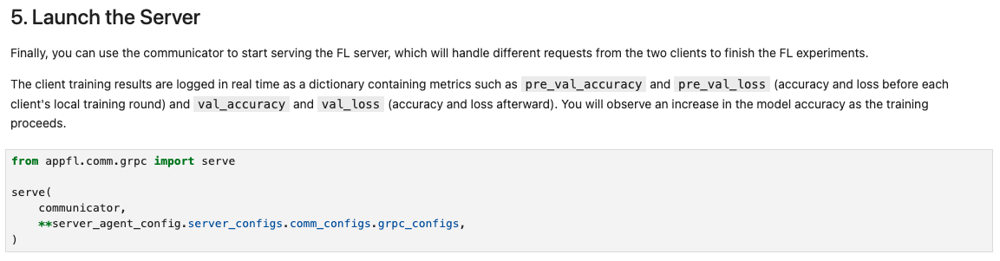 5. Launch the Server
Finally, you can use the communicator to start serving the FL server, which will handle different requests from the two clients to finish the FL experiments.
The client training results are logged in real time as a dictionary containing metrics such as pre_val_accuracy and pre_val_loss (accuracy and loss before each
client's local training round) and val_accuracy and val_loss (accuracy and loss afterward). You will observe an increase in the model accuracy as the training
proceeds.
from appfl.comm.grpc import serve
serve(
    communicator,
    **server_agent_config.server_configs.comm_configs.grpc_configs,
)